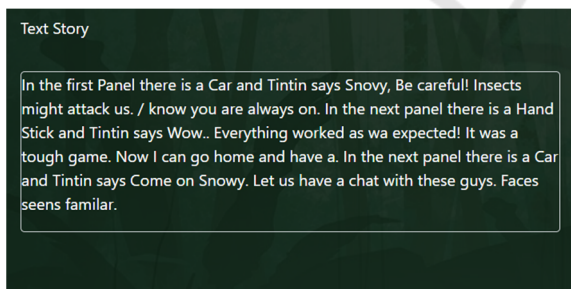 Text Story
In the first Panel there is a Car and Tintin says Snovy, Be careful! Insects
might attack us. / know you are always on. In the next panel there is a Hand
Stick and Tintin says Wow.. Everything worked as wa expected! It was a
tough game. Now I can go home and have a. In the next panel there is a Car
and Tintin says Come on Snowy. Let us have a chat with these guys. Faces
seens familar.